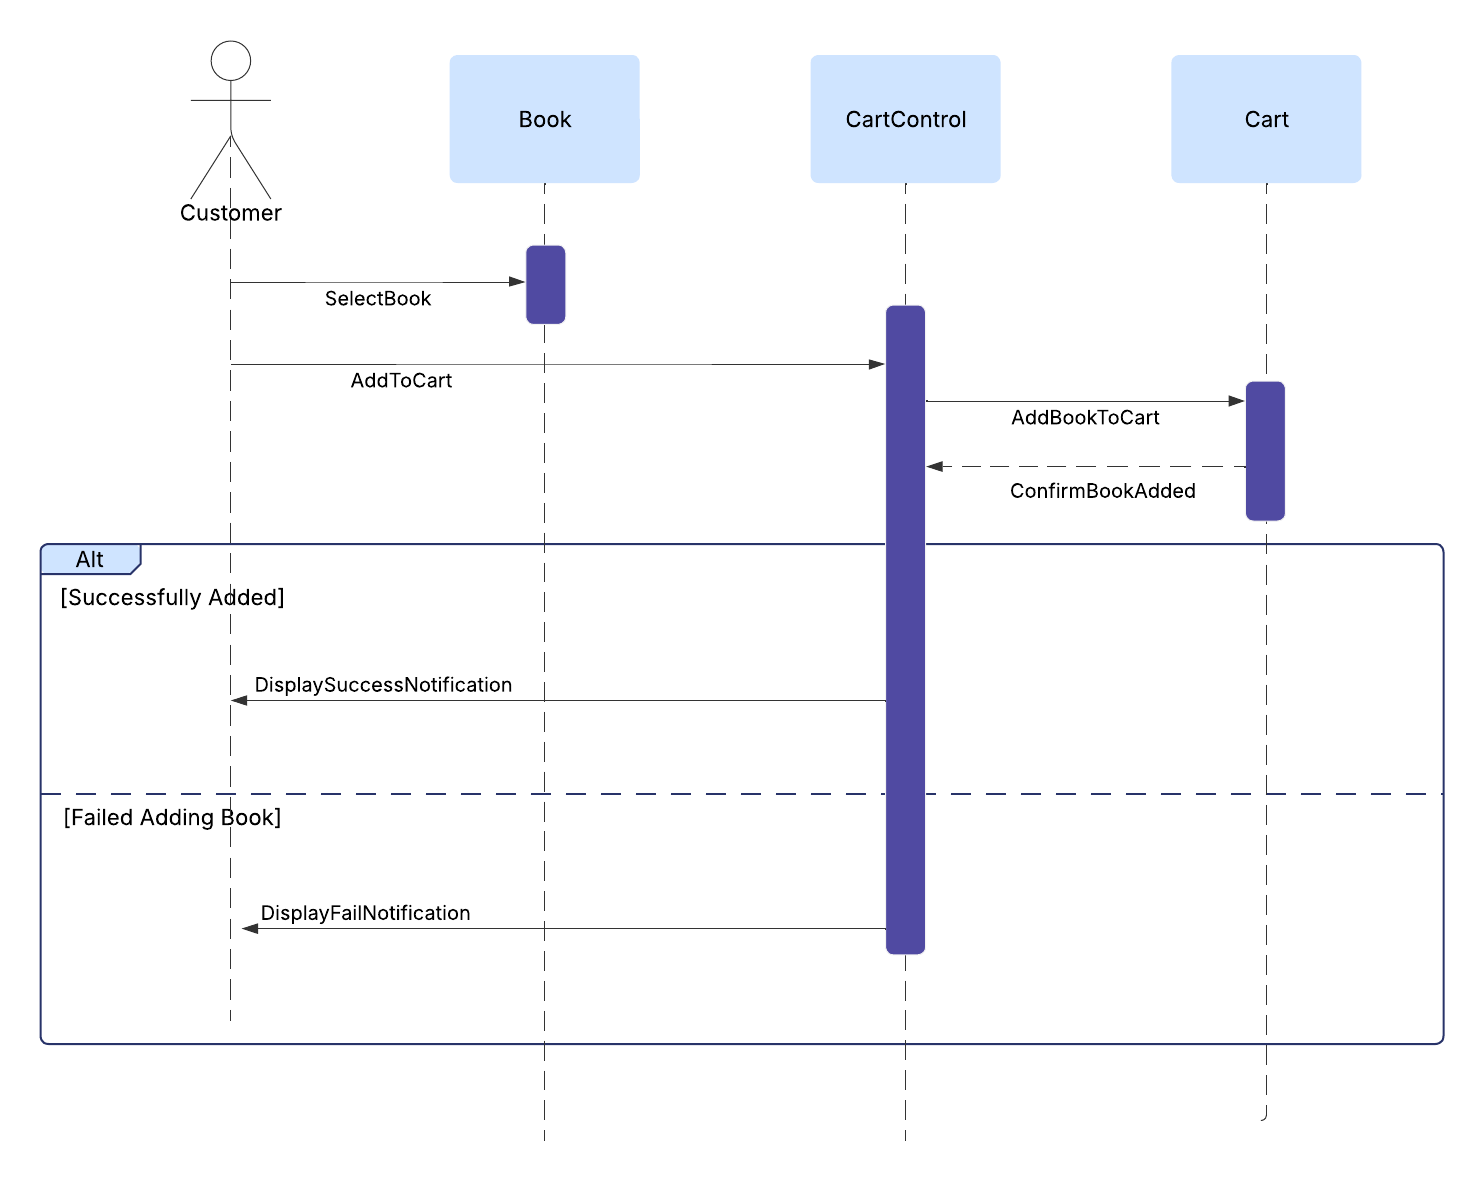 Customer
Book
CartControl
Cart
SelectBook
AddToCart
AddBookToCart
ConfirmBookAdded
Alt
[Successfully Added]
DisplaySuccessNotification
[Failed Adding Book]
DisplayFailNotification